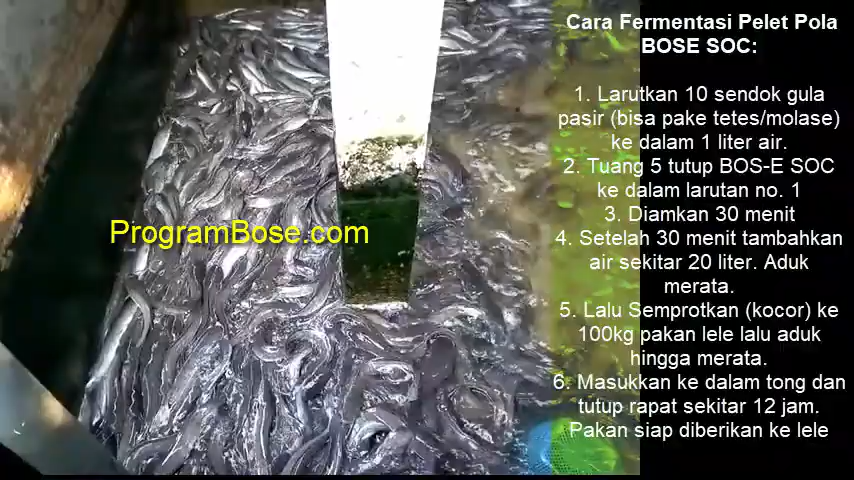 Cara Fermentasi Pelet Pola
BOSE SOC:
1. Larutkan 10 sendok gula
pasir (bisa pake tetes/molase)
ke dalam 1 liter air.
2. Tuang 5 tutup BOS-E SOC
ke dalam larutan no. 1
3. Diamkan 30 menit
4. Setelah 30 menit tambahkan
air sekitar 20 liter. Aduk
merata.
5. Lalu Semprotkan (kocor) ke
100kg pakan lele lalu aduk
hingga merata.
6. Masukkan ke dalam tong dan
tutup rapat sekitar 12 jam.
Pakan siap diberikan ke lele
ProgramBose.com